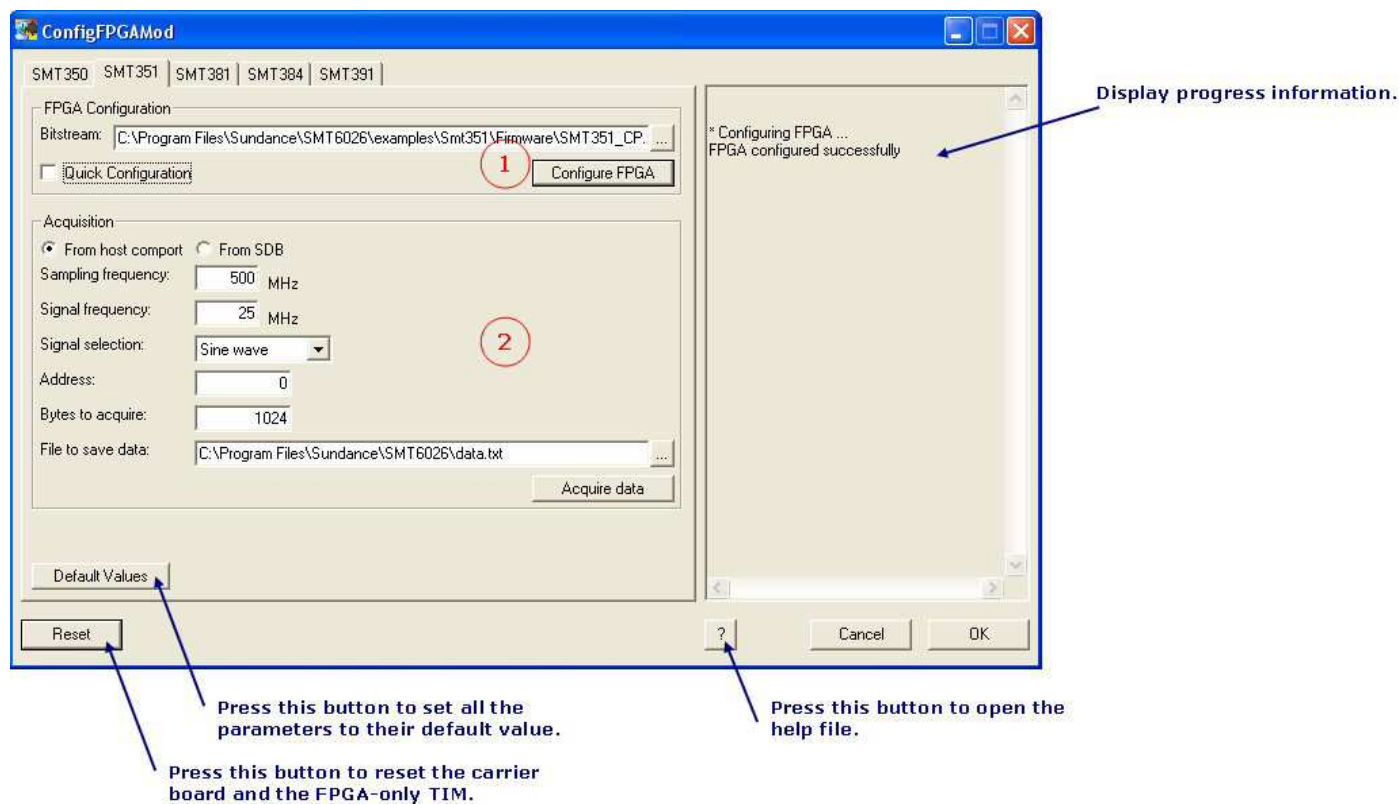 ConfigFPGAMod
SMT350 SMT351 SMT381 SMT384 SMT391
FPGA Configuration
Bitstream: C:\Program Files\Sundance\SMT6026\examples\Smt351\Firmware\SMT351_CP. ...
Quick Configuration
1
Configure FPGA
Acquisition
From host comport From SDB
Sampling frequency: 500 MHz
Signal frequency: 25 MHz
Signal selection: Sine wave
2
Address: 0
Bytes to acquire: 1024
File to save data: C:\Program Files\Sundance\SMT6026\data.txt ...
Acquire data
Default Values
* Configuring FPGA ...
FPGA configured successfully
Display progress information.
Reset
?
Cancel
OK
Press this button to set all the
parameters to their default value.
Press this button to open the
help file.
Press this button to reset the carrier
board and the FPGA-only TIM.